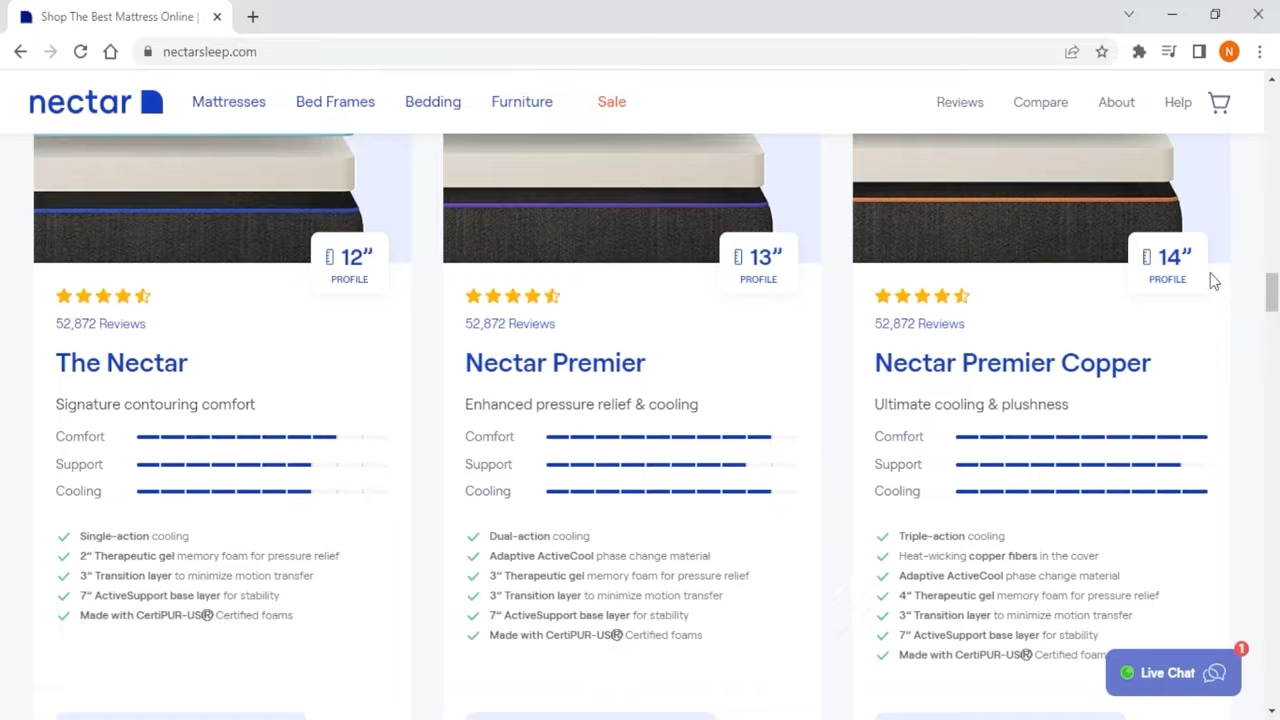 Shop The Best Mattress Online |
nectarsleep.com
N
nectar Mattresses Bed Frames Bedding Furniture Sale Reviews Compare About Help
12”
PROFILE
52,872 Reviews
The Nectar
Signature contouring comfort
Comfort
Support
Cooling
Single-action cooling
2“ Therapeutic gel memory foam for pressure relief
3“ Transition layer to minimize motion transfer
7“ ActiveSupport base layer for stability
Made with CertiPUR-US® Certified foams
13”
PROFILE
52,872 Reviews
Nectar Premier
Enhanced pressure relief & cooling
Comfort
Support
Cooling
Dual-action cooling
Adaptive ActiveCool phase change material
3“ Therapeutic gel memory foam for pressure relief
3“ Transition layer to minimize motion transfer
7“ ActiveSupport base layer for stability
Made with CertiPUR-US® Certified foams
14”
PROFILE
52,872 Reviews
Nectar Premier Copper
Ultimate cooling & plushness
Comfort
Support
Cooling
Triple-action cooling
Heat-wicking copper fibers in the cover
Adaptive ActiveCool phase change material
4“ Therapeutic gel memory foam for pressure relief
3“ Transition layer to minimize motion transfer
7“ ActiveSupport base layer for stability
Made with CertiPUR-US® Certified foam
1
Live Chat